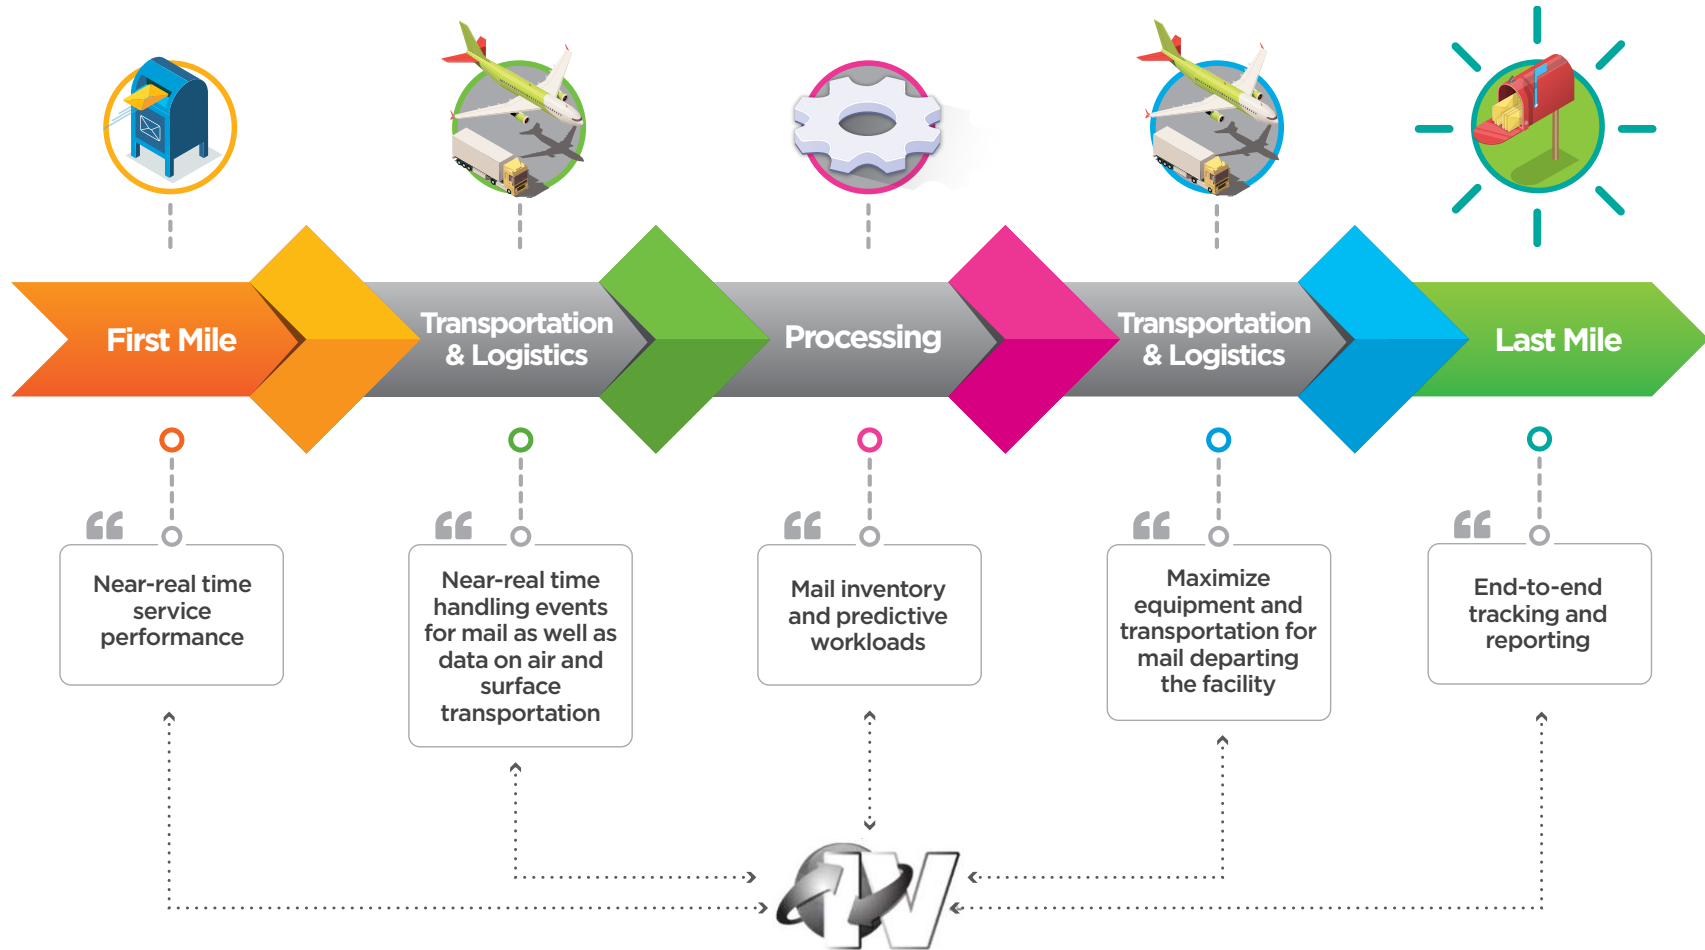 First Mile
Transportation
& Logistics
Processing
Transportation
& Logistics
Last Mile
Near-real time
service
performance
Near-real time
handling events
for mail as well as
data on air and
surface
transportation
Mail inventory
and predictive
workloads
Maximize
equipment and
transportation for
mail departing
the facility
End-to-end
tracking and
reporting
IV